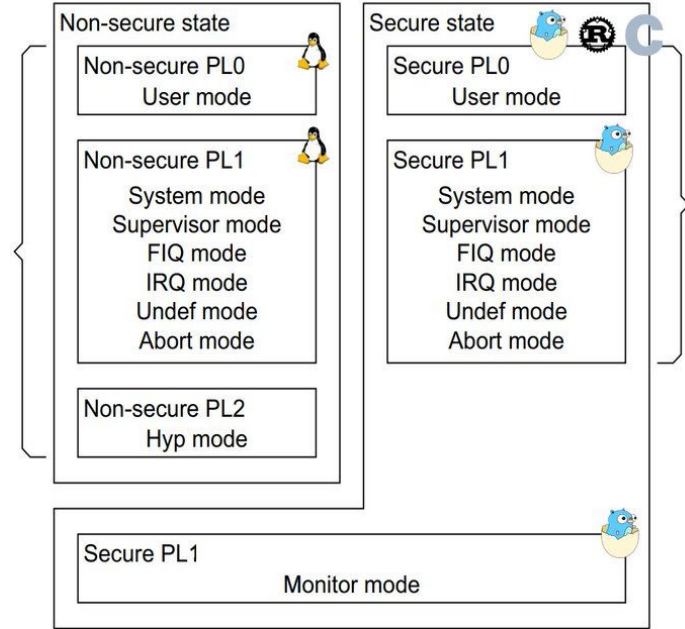 Non-secure state
Non-secure PL0
User mode
Non-secure PL1
System mode
Supervisor mode
FIQ mode
IRQ mode
Undef mode
Abort mode
Non-secure PL2
Hyp mode
Secure state
R
C
Secure PL0
User mode
Secure PL1
System mode
Supervisor mode
FIQ mode
IRQ mode
Undef mode
Abort mode
Secure PL1
Monitor mode